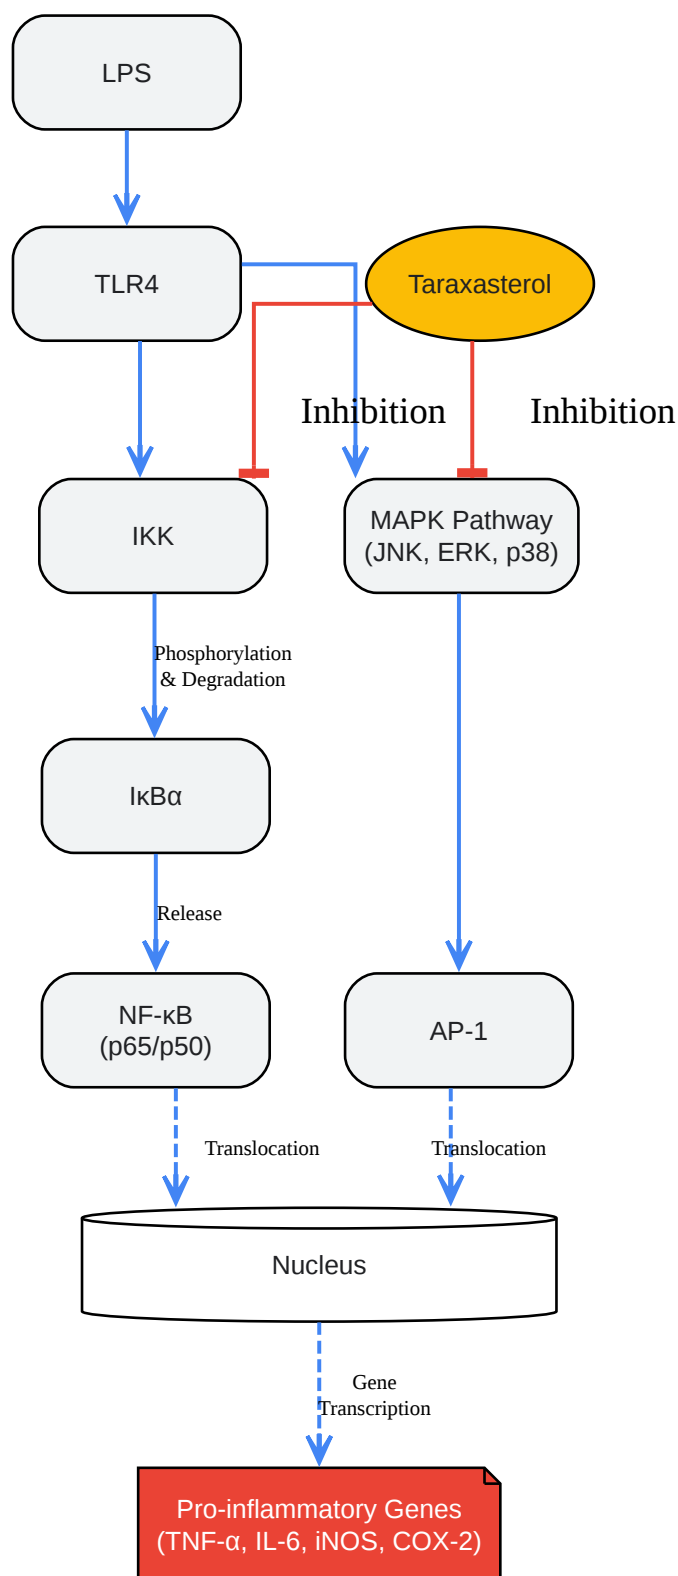 LPS
TLR4
Taraxasterol
Inhibition
Inhibition
IKK
MAPK Pathway
(JNK, ERK, p38)
Phosphorylation
& Degradation
IκBα
Release
NF-κB
(p65/p50)
AP-1
Translocation
Translocation
Nucleus
Gene
Transcription
Pro-inflammatory Genes
(TNF-α, IL-6, iNOS, COX-2)